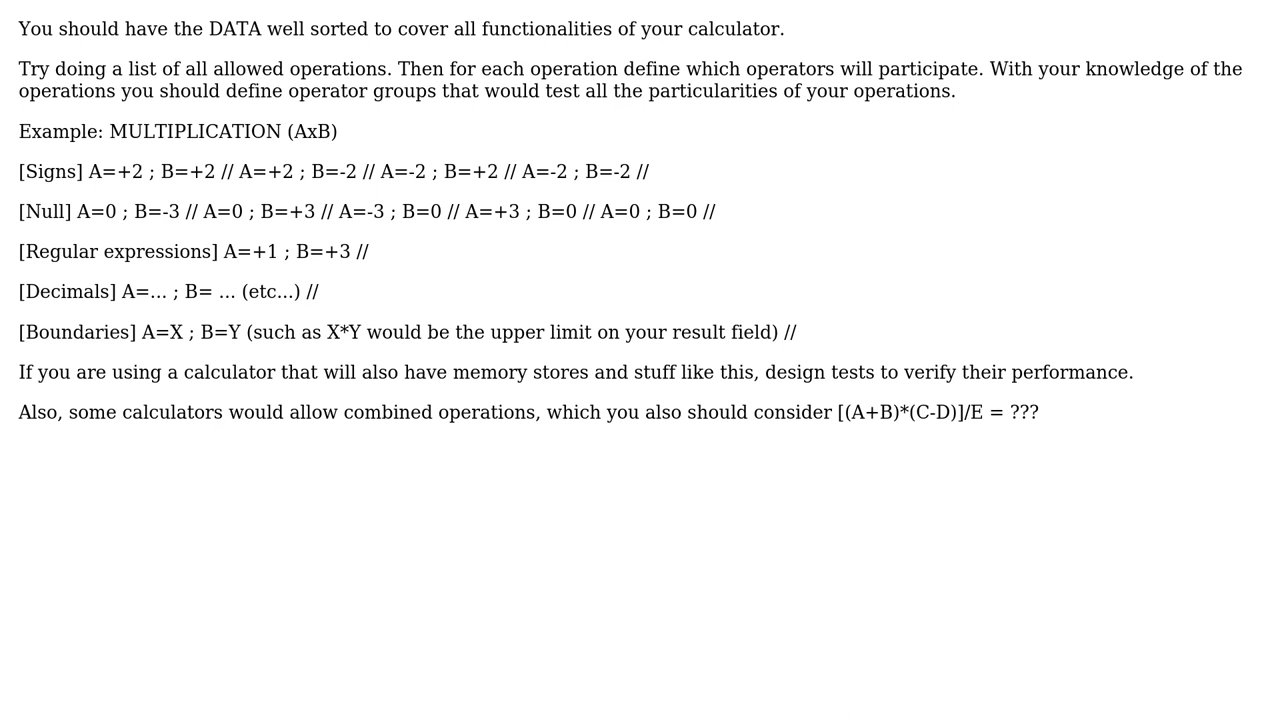 You should have the DATA well sorted to cover all functionalities of your calculator.
Try doing a list of all allowed operations. Then for each operation define which operators will participate. With your knowledge of the
operations you should define operator groups that would test all the particularities of your operations.
Example: MULTIPLICATION (AxB)
[Signs] A=+2 ; B=+2 // A=+2 ; B=-2 // A=-2 ; B=+2 // A=-2 ; B=-2 //
[Null] A=0 ; B=-3 // A=0 ; B=+3 // A=-3 ; B=0 // A=+3 ; B=0 // A=0 ; B=0 //
[Regular expressions] A=+1 ; B=+3 //
[Decimals] A=... ; B= ... (etc...) //
[Boundaries] A=X ; B=Y (such as X*Y would be the upper limit on your result field) //
If you are using a calculator that will also have memory stores and stuff like this, design tests to verify their performance.
Also, some calculators would allow combined operations, which you also should consider [(A+B)*(C-D)]/E = ???